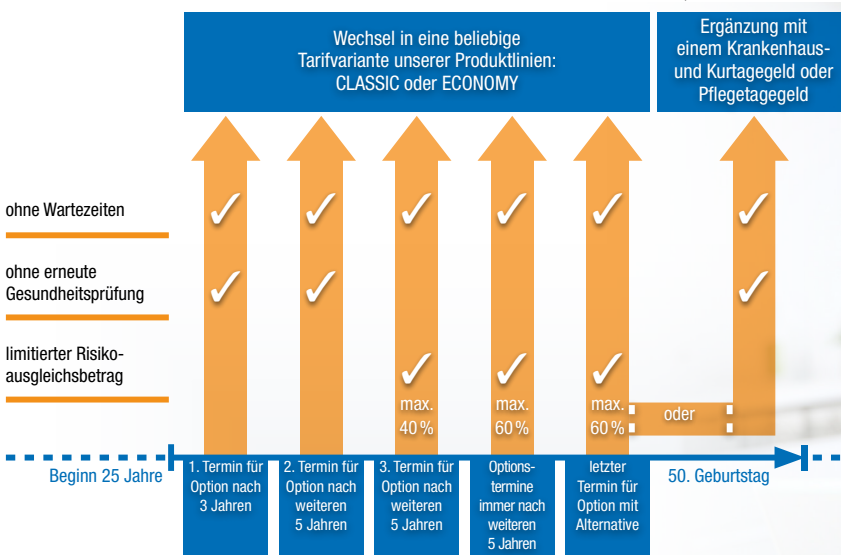 Wechsel in eine beliebige
Tarifvariante unserer Produktlinien:
CLASSIC oder ECONOMY
Ergänzung mit
einem Krankenhaus-
und Kurtagegeld oder
Pflegetagegeld
ohne Wartezeiten
ohne erneute
Gesundheitsprüfung
limitierter Risiko-
ausgleichsbetrag
max.
40 %
max.
60 %
max.
60 %
oder
Beginn 25 Jahre
1. Termin für
Option nach
3 Jahren
2. Termin für
Option nach
weiteren
5 Jahren
3. Termin für
Option nach
weiteren
5 Jahren
Options-
termine
immer nach
weiteren
5 Jahren
letzter
Termin für
Option mit
Alternative
50. Geburtstag